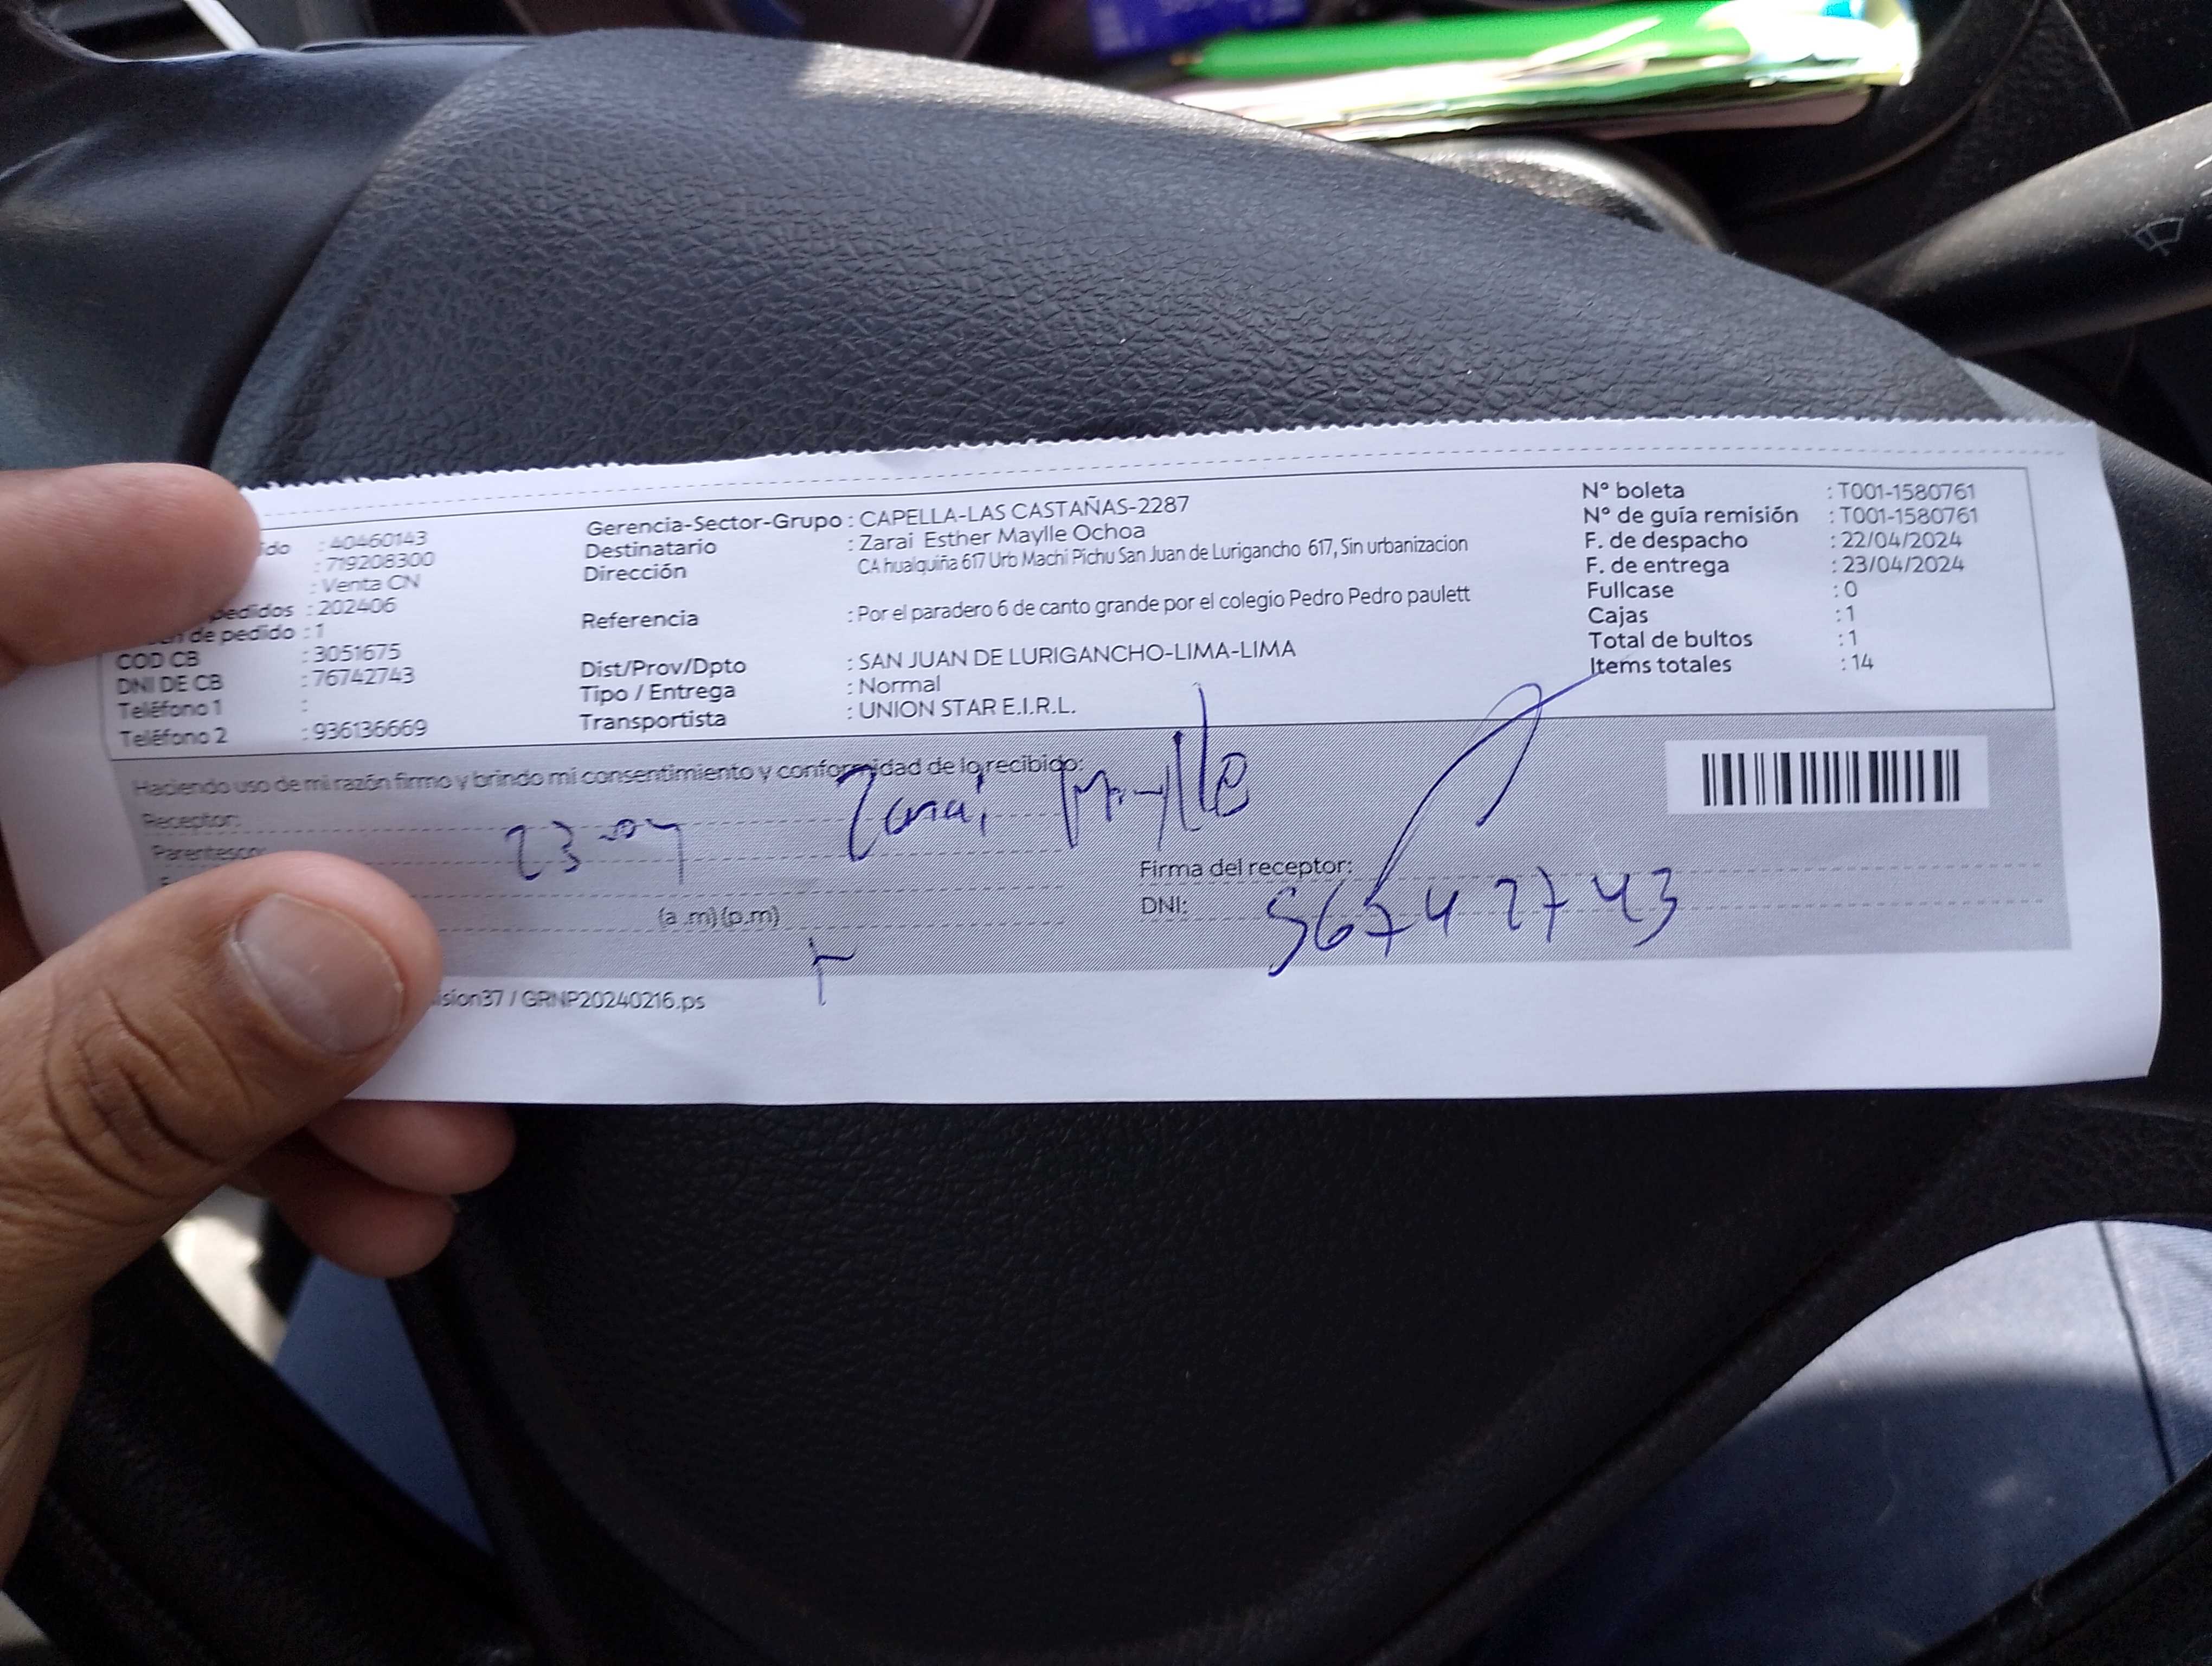 ido : 40460143
: 719208300
: Venta CN
pedidos : 202406
de pedido : 1
COD CB : 3051675
DNI DE CB : 76742743
Teléfono 1 :
Teléfono 2 : 936136669
Gerencia-Sector-Grupo : CAPELLA-LAS CASTAÑAS-2287
Destinatario : Zarai Esther Maylle Ochoa
Dirección CA hualquiña 617 Urb Machi Pichu San Juan de Lurigancho 617, Sin urbanizacion
Referencia : Por el paradero 6 de canto grande por el colegio Pedro Pedro paulett
Dist/Prov/Dpto : SAN JUAN DE LURIGANCHO-LIMA-LIMA
Tipo / Entrega : Normal
Transportista : UNION STAR E.I.R.L.
Nº boleta : T001-1580761
Nº de guía remisión : T001-1580761
F. de despacho : 22/04/2024
F. de entrega : 23/04/2024
Fullcase : 0
Cajas : 1
Total de bultos : 1
Items totales : 14
Haciendo uso de mi razón firmo y brindo mi consentimiento y conformidad de lo recibido:
Receptor: Zarai Maylle
Parentesco: 23-04
(a .m) (p.m)
Firma del receptor:
DNI: 56742743
ision37 / GRNP20240216.ps